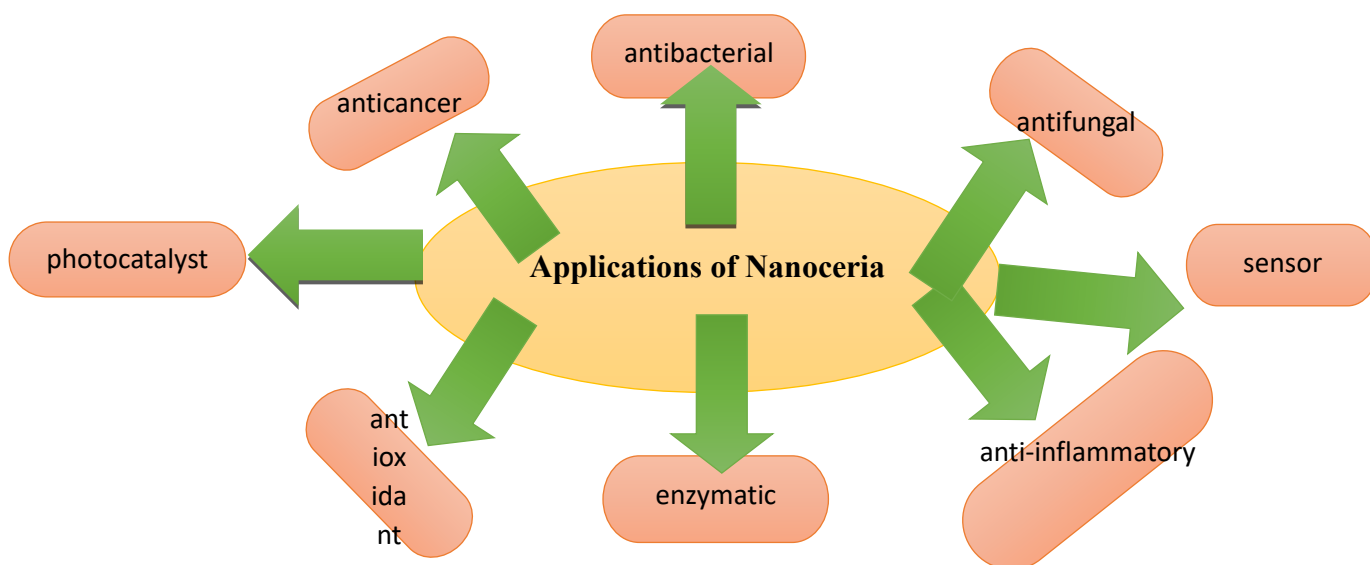 antibacterial
anticancer
antifungal
photocatalyst
Applications of Nanoceria
sensor
ant
iox
ida
nt
enzymatic
anti-inflammatory